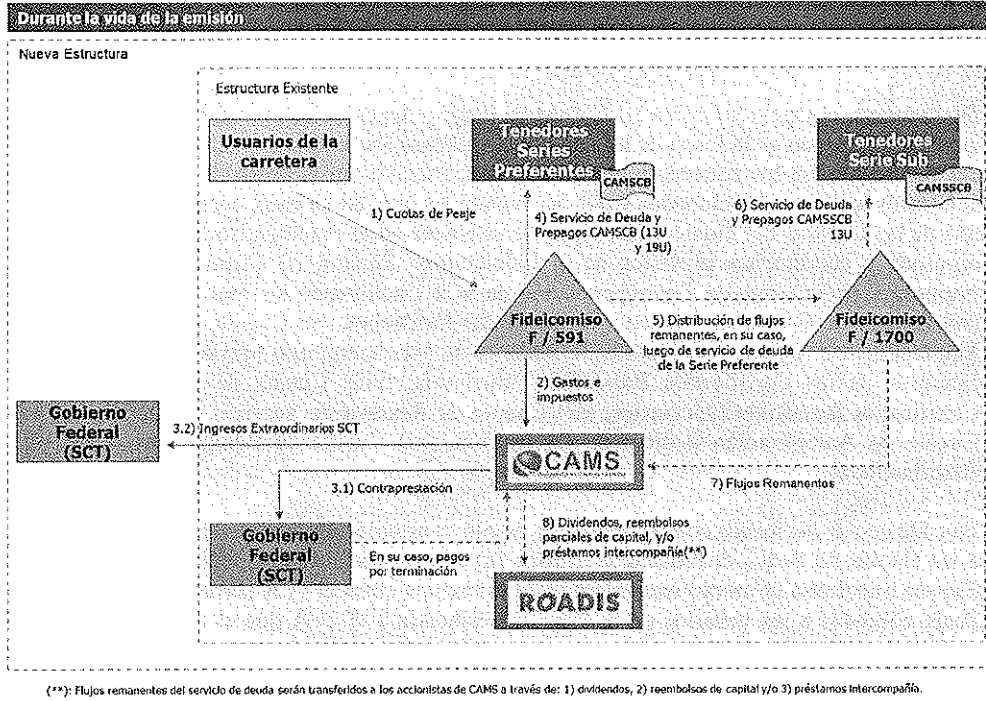 Durante la vida de la emisión
Nueva Estructura
Estructura Existente
Usuarios de la
carretera
Tenedores
Series
Preferentes
CAMSCB
Tenedores
Serie Sub
CAMSSCB
1) Cuotas de Peaje
4) Servicio de Deuda y
Prepagos CAMSCB (13U
y 19U)
6) Servicio de Deuda
y Prepagos CAMSSCB
13U
Fideicomiso
F / 591
5) Distribución de flujos
remanentes, en su caso,
luego de servicio de deuda
de la Serie Preferente
Fideicomiso
F / 1700
2) Gastos e
impuestos
Gobierno
Federal
(SCT)
3.2) Ingresos Extraordinarios SCT
CAMS
7) Flujos Remanentes
3.1) Contraprestación
Gobierno
Federal
(SCT)
En su caso, pagos
por terminación
8) Dividendos, reembolsos
parciales de capital, y/o
préstamos intercompañía(**)
ROADIS
(**): Flujos remanentes del servicio de deuda serán transferidos a los accionistas de CAMS a través de: 1) dividendos, 2) reembolsos de capital y/o 3) préstamos intercompañía.